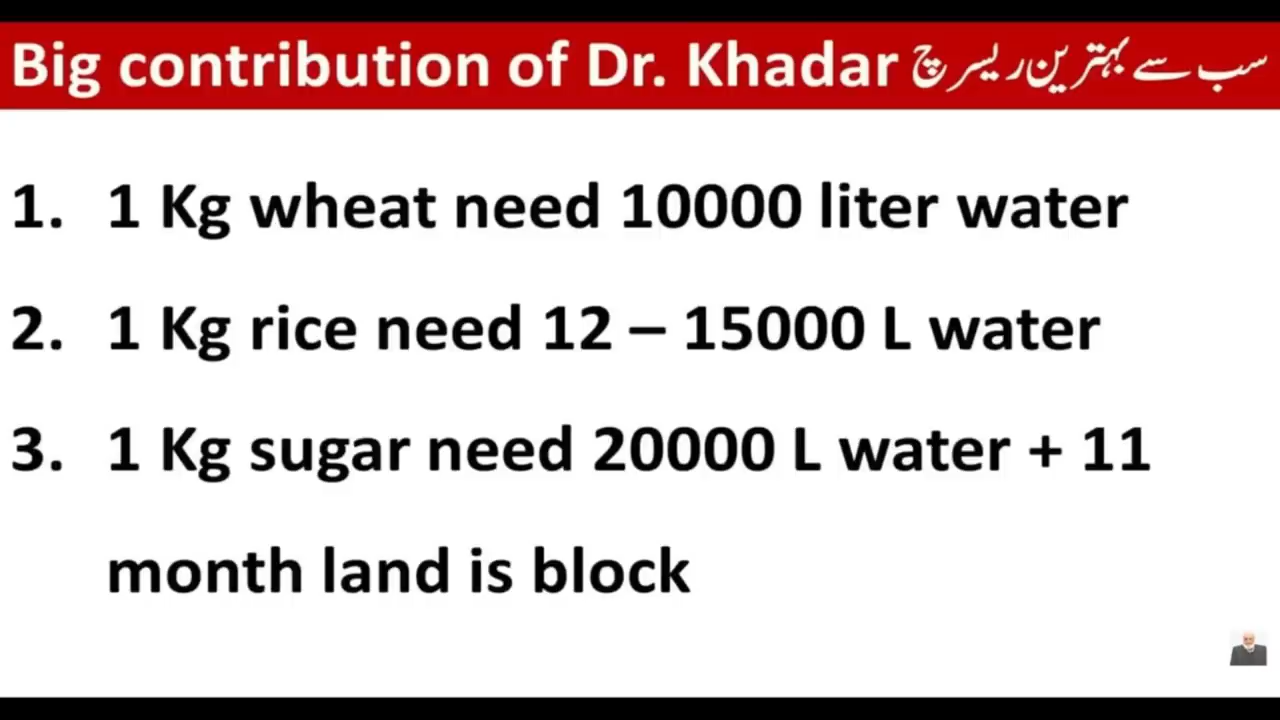 Big contribution of Dr. Khadar سب سے بہترین ریسرچ
1. 1 Kg wheat need 10000 liter water
2. 1 Kg rice need 12 – 15000 L water
3. 1 Kg sugar need 20000 L water + 11
month land is block